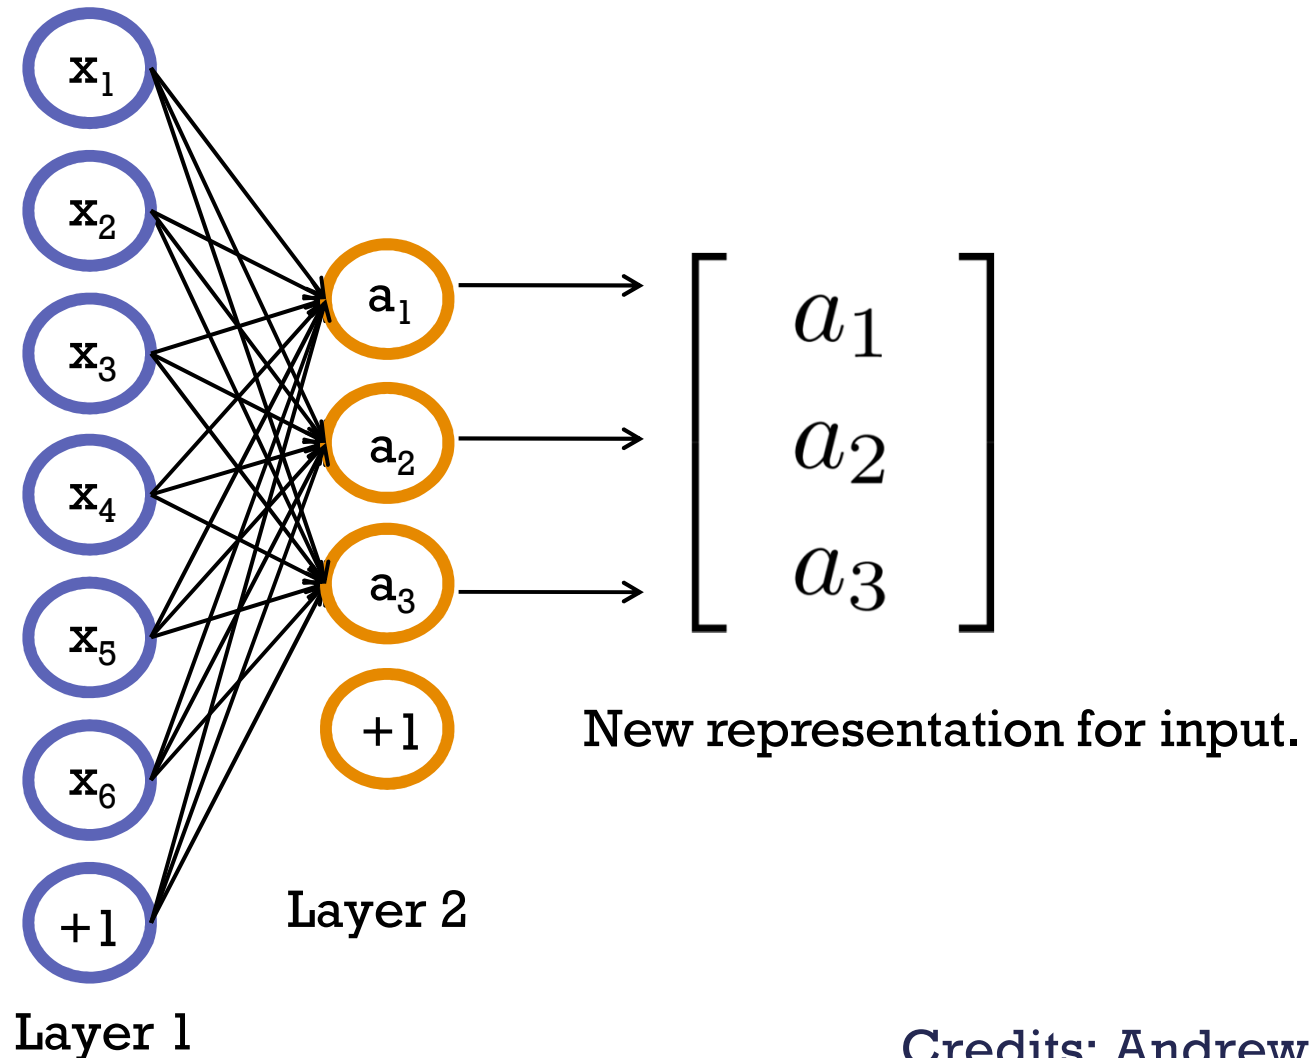 x1
x2
x3
x4
x5
x6
+1
Layer 1
a1
a2
a3
+1
Layer 2
a1
a2
a3
New representation for input.
Credits: Andrew